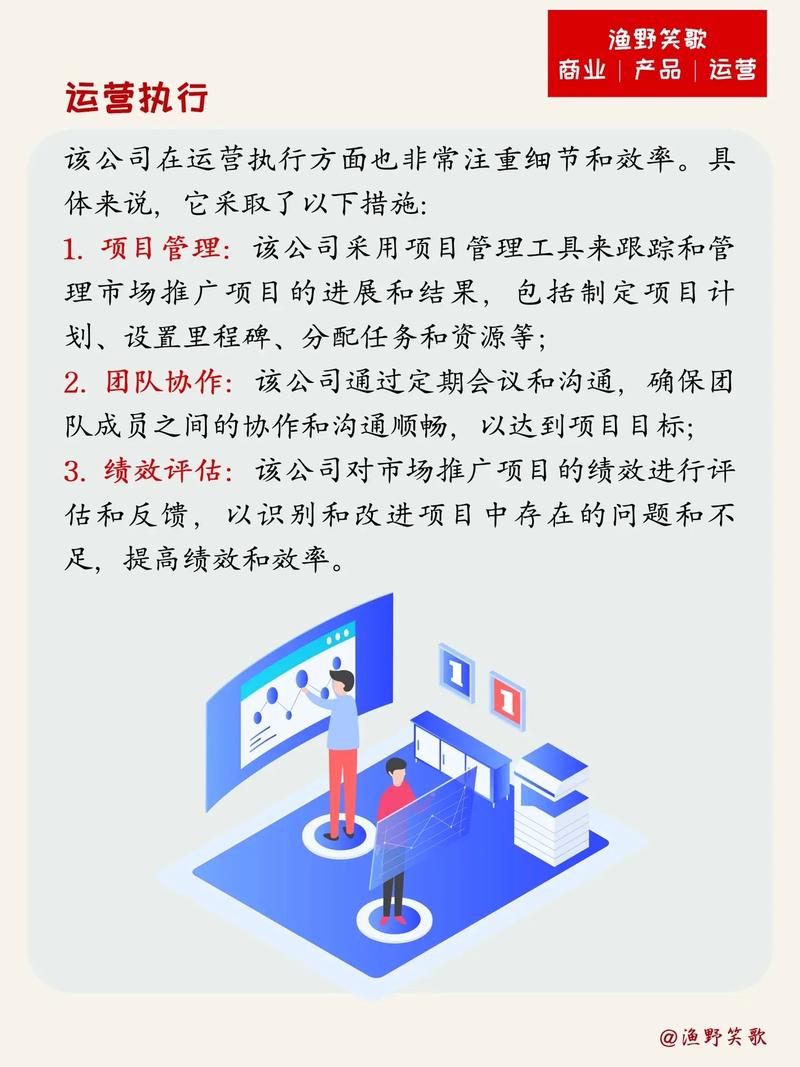 渔野笑歌
商业｜产品｜运营
运营执行
该公司在运营执行方面也非常注重细节和效率。具
体来说，它采取了以下措施：
1. 项目管理：该公司采用项目管理工具来跟踪和管
理市场推广项目的进展和结果，包括制定项目计
划、设置里程碑、分配任务和资源等；
2. 团队协作：该公司通过定期会议和沟通，确保团
队成员之间的协作和沟通顺畅，以达到项目目标；
3. 绩效评估：该公司对市场推广项目的绩效进行评
估和反馈，以识别和改进项目中存在的问题和不
足，提高绩效和效率。
1
1
@渔野笑歌